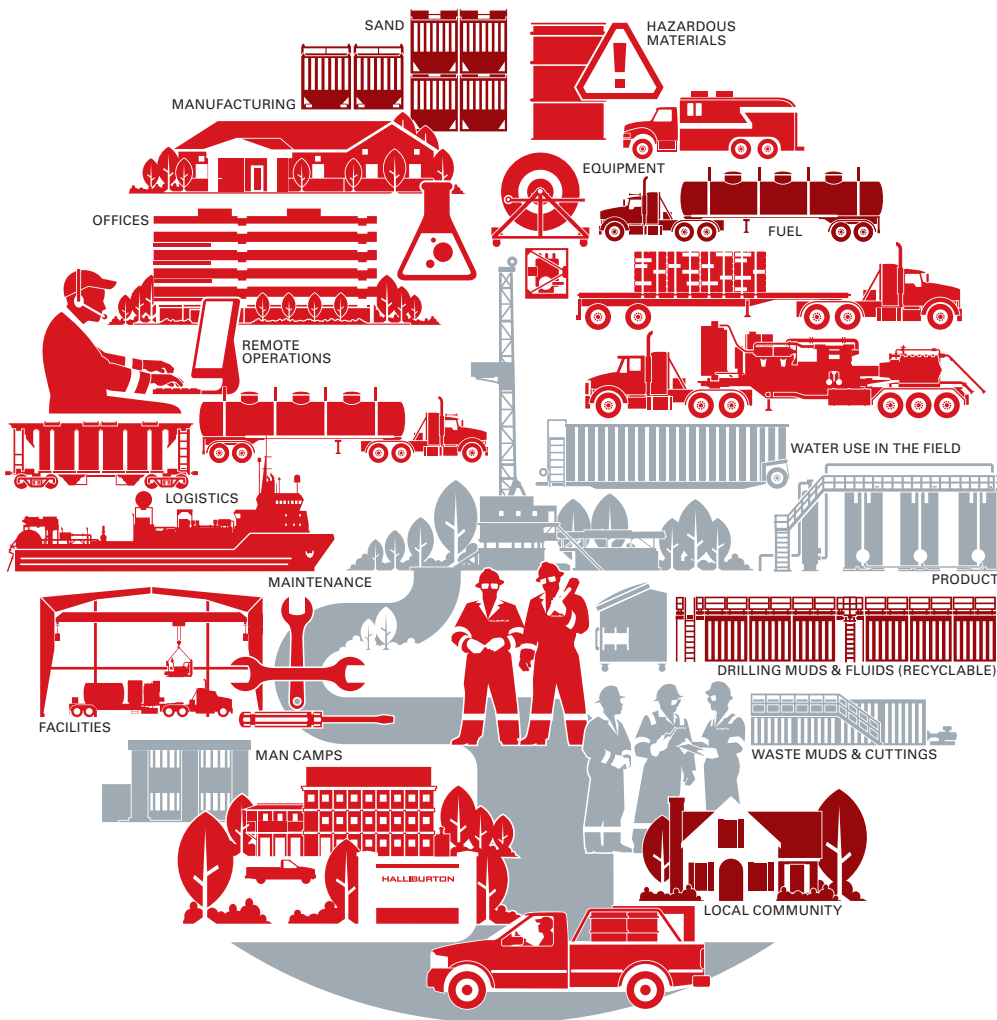 SAND
HAZARDOUS
MATERIALS
MANUFACTURING
EQUIPMENT
OFFICES
FUEL
REMOTE
OPERATIONS
WATER USE IN THE FIELD
LOGISTICS
MAINTENANCE
PRODUCT
HALLIBURTON
DRILLING MUDS & FLUIDS (RECYCLABLE)
FACILITIES
MAN CAMPS
WASTE MUDS & CUTTINGS
HALLIBURTON
LOCAL COMMUNITY